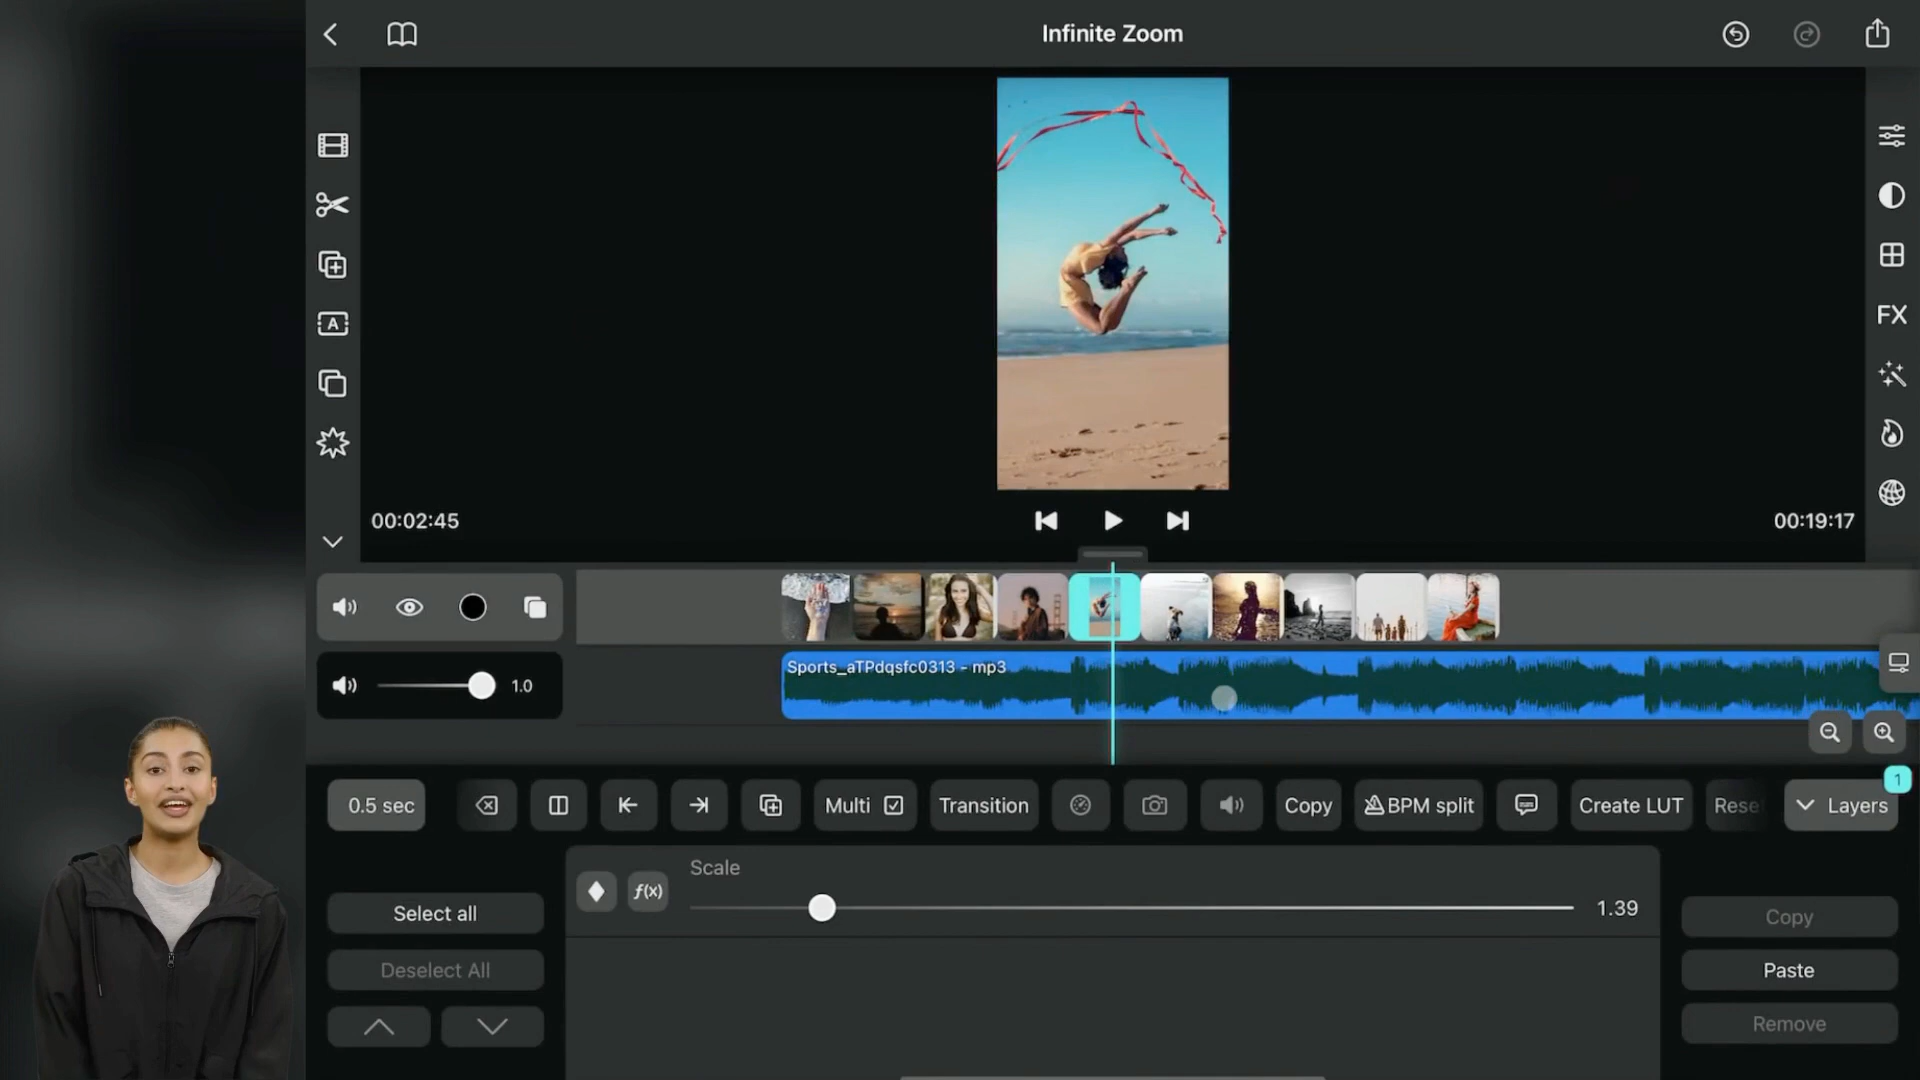 Infinite Zoom
A
FX
00:02:45
00:19:17
Sports_aTPdqsfc0313 - mp3
1.0
1
0.5 sec
Multi
Transition
Copy
BPM split
Create LUT
Rese
Layers
Scale
f(x)
1.39
Select all
Deselect All
Copy
Paste
Remove